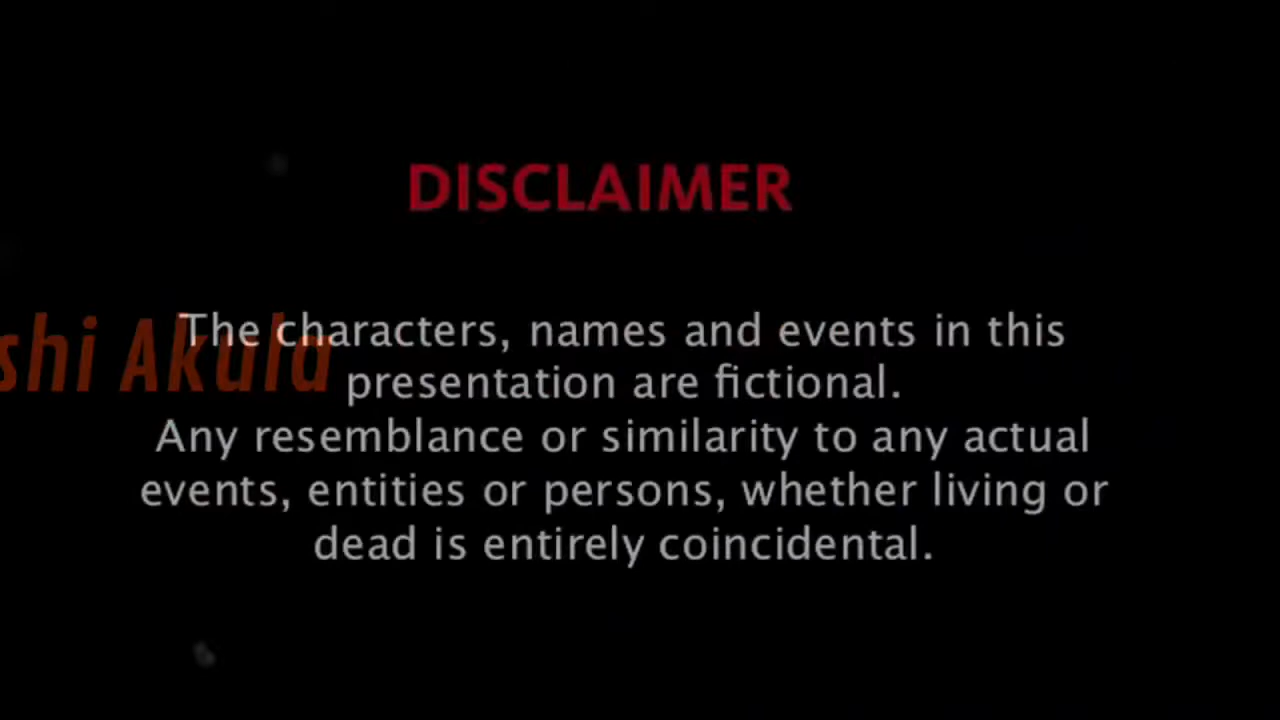 DISCLAIMER
shi Akula
The characters, names and events in this
presentation are fictional.
Any resemblance or similarity to any actual
events, entities or persons, whether living or
dead is entirely coincidental.